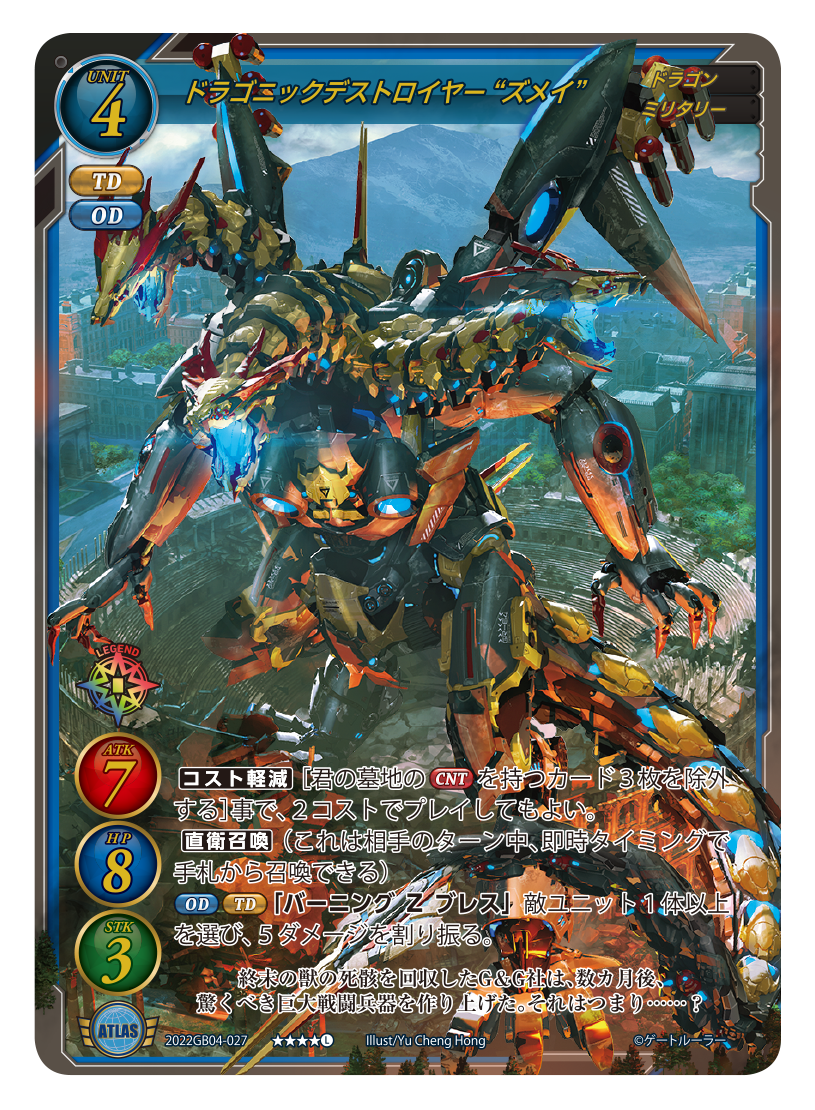 UNIT
4
ドラゴニックデストロイヤー“ズメイ”
ドラゴン
ミリタリー
TD
OD
LEGEND
ATK
7
HP
8
STK
3
コスト軽減［君の墓地の CNT を持つカード３枚を除外
する］事で、２コストでプレイしてもよい。
直衛召喚（これは相手のターン中、即時タイミングで
手札から召喚できる）
OD TD「バーニング Z ブレス」敵ユニット１体以上
を選び、５ダメージを割り振る。
終末の獣の死骸を回収したG&G社は、数カ月後、
驚くべき巨大戦闘兵器を作り上げた。それはつまり……？
ATLAS
2022GB04-027 ★★★★L Illust/Yu Cheng Hong ©ゲートルーラー